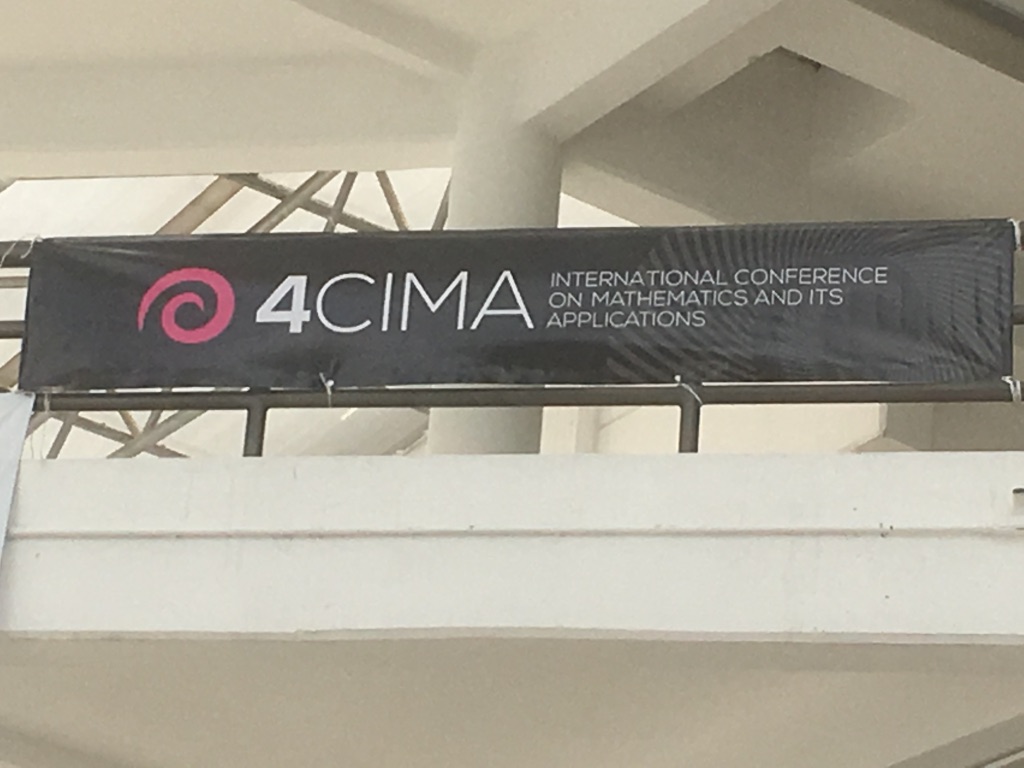 4CIMA
INTERNATIONAL CONFERENCE
ON MATHEMATICS AND ITS
APPLICATIONS